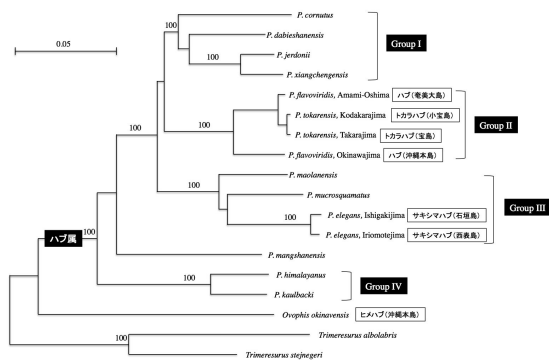 P. cornutus
100
P. dabieshanensis
Group I
0.05
P. jerdonii
100
P. xiangchengensis
P. flavoviridis, Amami-Oshima ハブ(奄美大島)
P. tokarensis, Kodakarajima トカラハブ(小宝島)
100
Group II
P. tokarensis, Takarajima トカラハブ(宝島)
P. flavoviridis, Okinawajima ハブ(沖縄本島)
P. maolanensis
100
P. mucrosquamatus
Group III
P. elegans, Ishigakijima サキシマハブ(石垣島)
100
P. elegans, Iriomotejima サキシマハブ(西表島)
ハブ属
100
P. mangshanensis
P. himalayanus
100
Group IV
P. kaulbacki
Ovophis okinavensis ヒメハブ(沖縄本島)
Trimeresurus albolabris
100
Trimeresurus stejnegeri